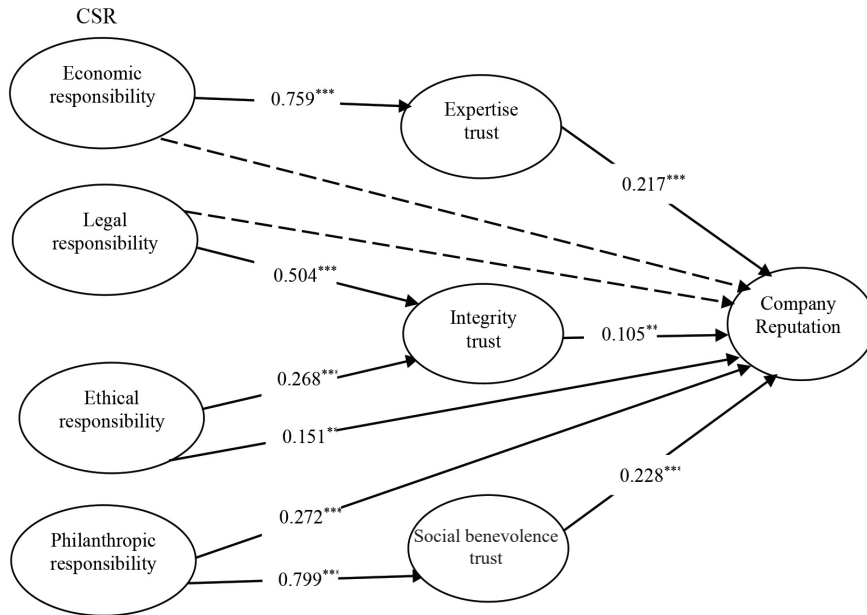 CSR
Economic
responsibility
0.759***
Expertise
trust
0.217***
Legal
responsibility
0.504***
Integrity
trust
0.105**
Company
Reputation
Ethical
responsibility
0.268***
0.151**
0.228***
Philanthropic
responsibility
0.272***
0.799***
Social benevolence
trust